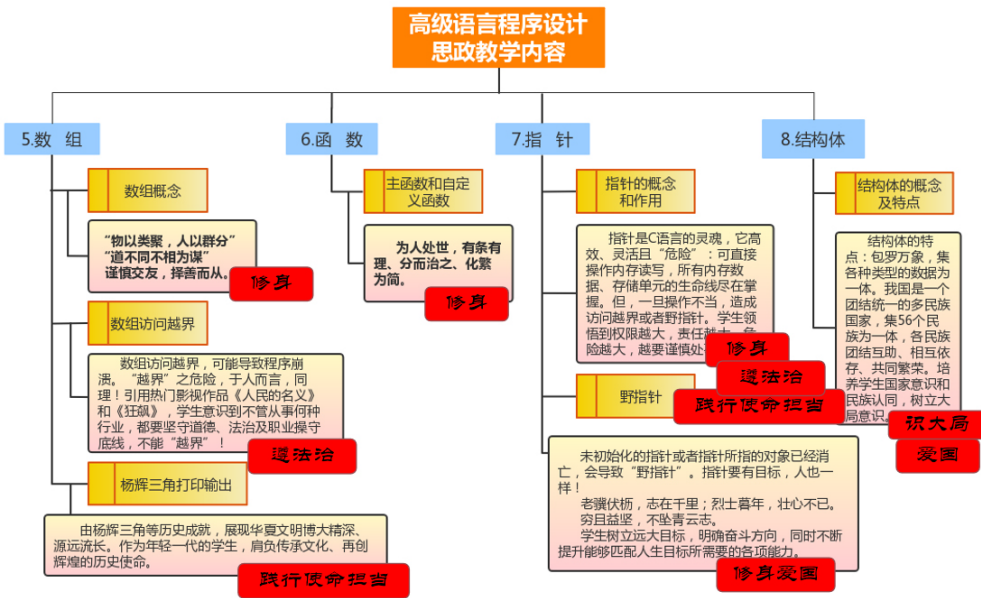 高级语言程序设计
思政教学内容
5.数 组
数组概念
“物以类聚，人以群分”
“道不同不相为谋”
谨慎交友，择善而从。
修身
数组访问越界
数组访问越界，可能导致程序崩
溃。“越界”之危险，于人而言，同
理！引用热门影视作品《人民的名义》
和《狂飙》，学生意识到不管从事何种
行业，都要坚守道德、法治及职业操守
底线，不能“越界”！
遵法治
杨辉三角打印输出
由杨辉三角等历史成就，展现华夏文明博大精深、
源远流长。作为年轻一代的学生，肩负传承文化、再创
辉煌的历史使命。
践行使命担当
6.函 数
主函数和自定
义函数
为人处世，有条有
理、分而治之、化繁
为简。
修身
7.指 针
指针的概念
和作用
指针是C语言的灵魂，它高
效、灵活且“危险”：可直接
操作内存读写，所有内存数
据、存储单元的生命线尽在
掌握。但，一旦操作不当，造成
访问越界或者野指针。学生领
悟到权限越大，责任越大，危
险越大，越要谨慎处
修身
遵法治
践行使命担当
野指针
未初始化的指针或者指针所指的对象已经消
亡，会导致“野指针”。指针要有目标，人也一
样！
老骥伏枥，志在千里；烈士暮年，壮心不已。
穷且益坚，不坠青云志。
学生树立远大目标，明确奋斗方向，同时不断
提升能够匹配人生目标所需要的各项能力。
修身爱国
8.结构体
结构体的概念
及特点
结构体的特
点：包罗万象，集
各种类型的数据为
一体。我国是一个
团结统一的多民族
国家，集56个民
族为一体，各民族
团结互助、相互依
存、共同繁荣。培
养学生国家意识和
民族认同，树立大
局意识。
识大局
爱国